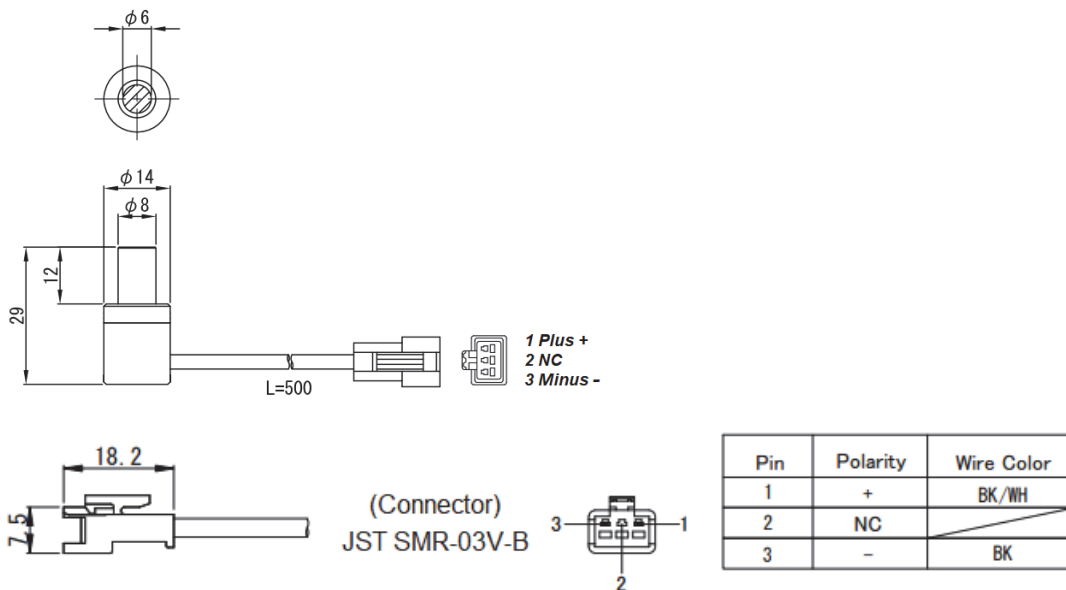 φ6
φ14
φ8
12
29
L=500
1 Plus +
2 NC
3 Minus -
18.2
7.5
(Connector)
JST SMR-03V-B
3
1
2
Pin Polarity Wire Color
1 + BK/WH
2 NC
3 − BK